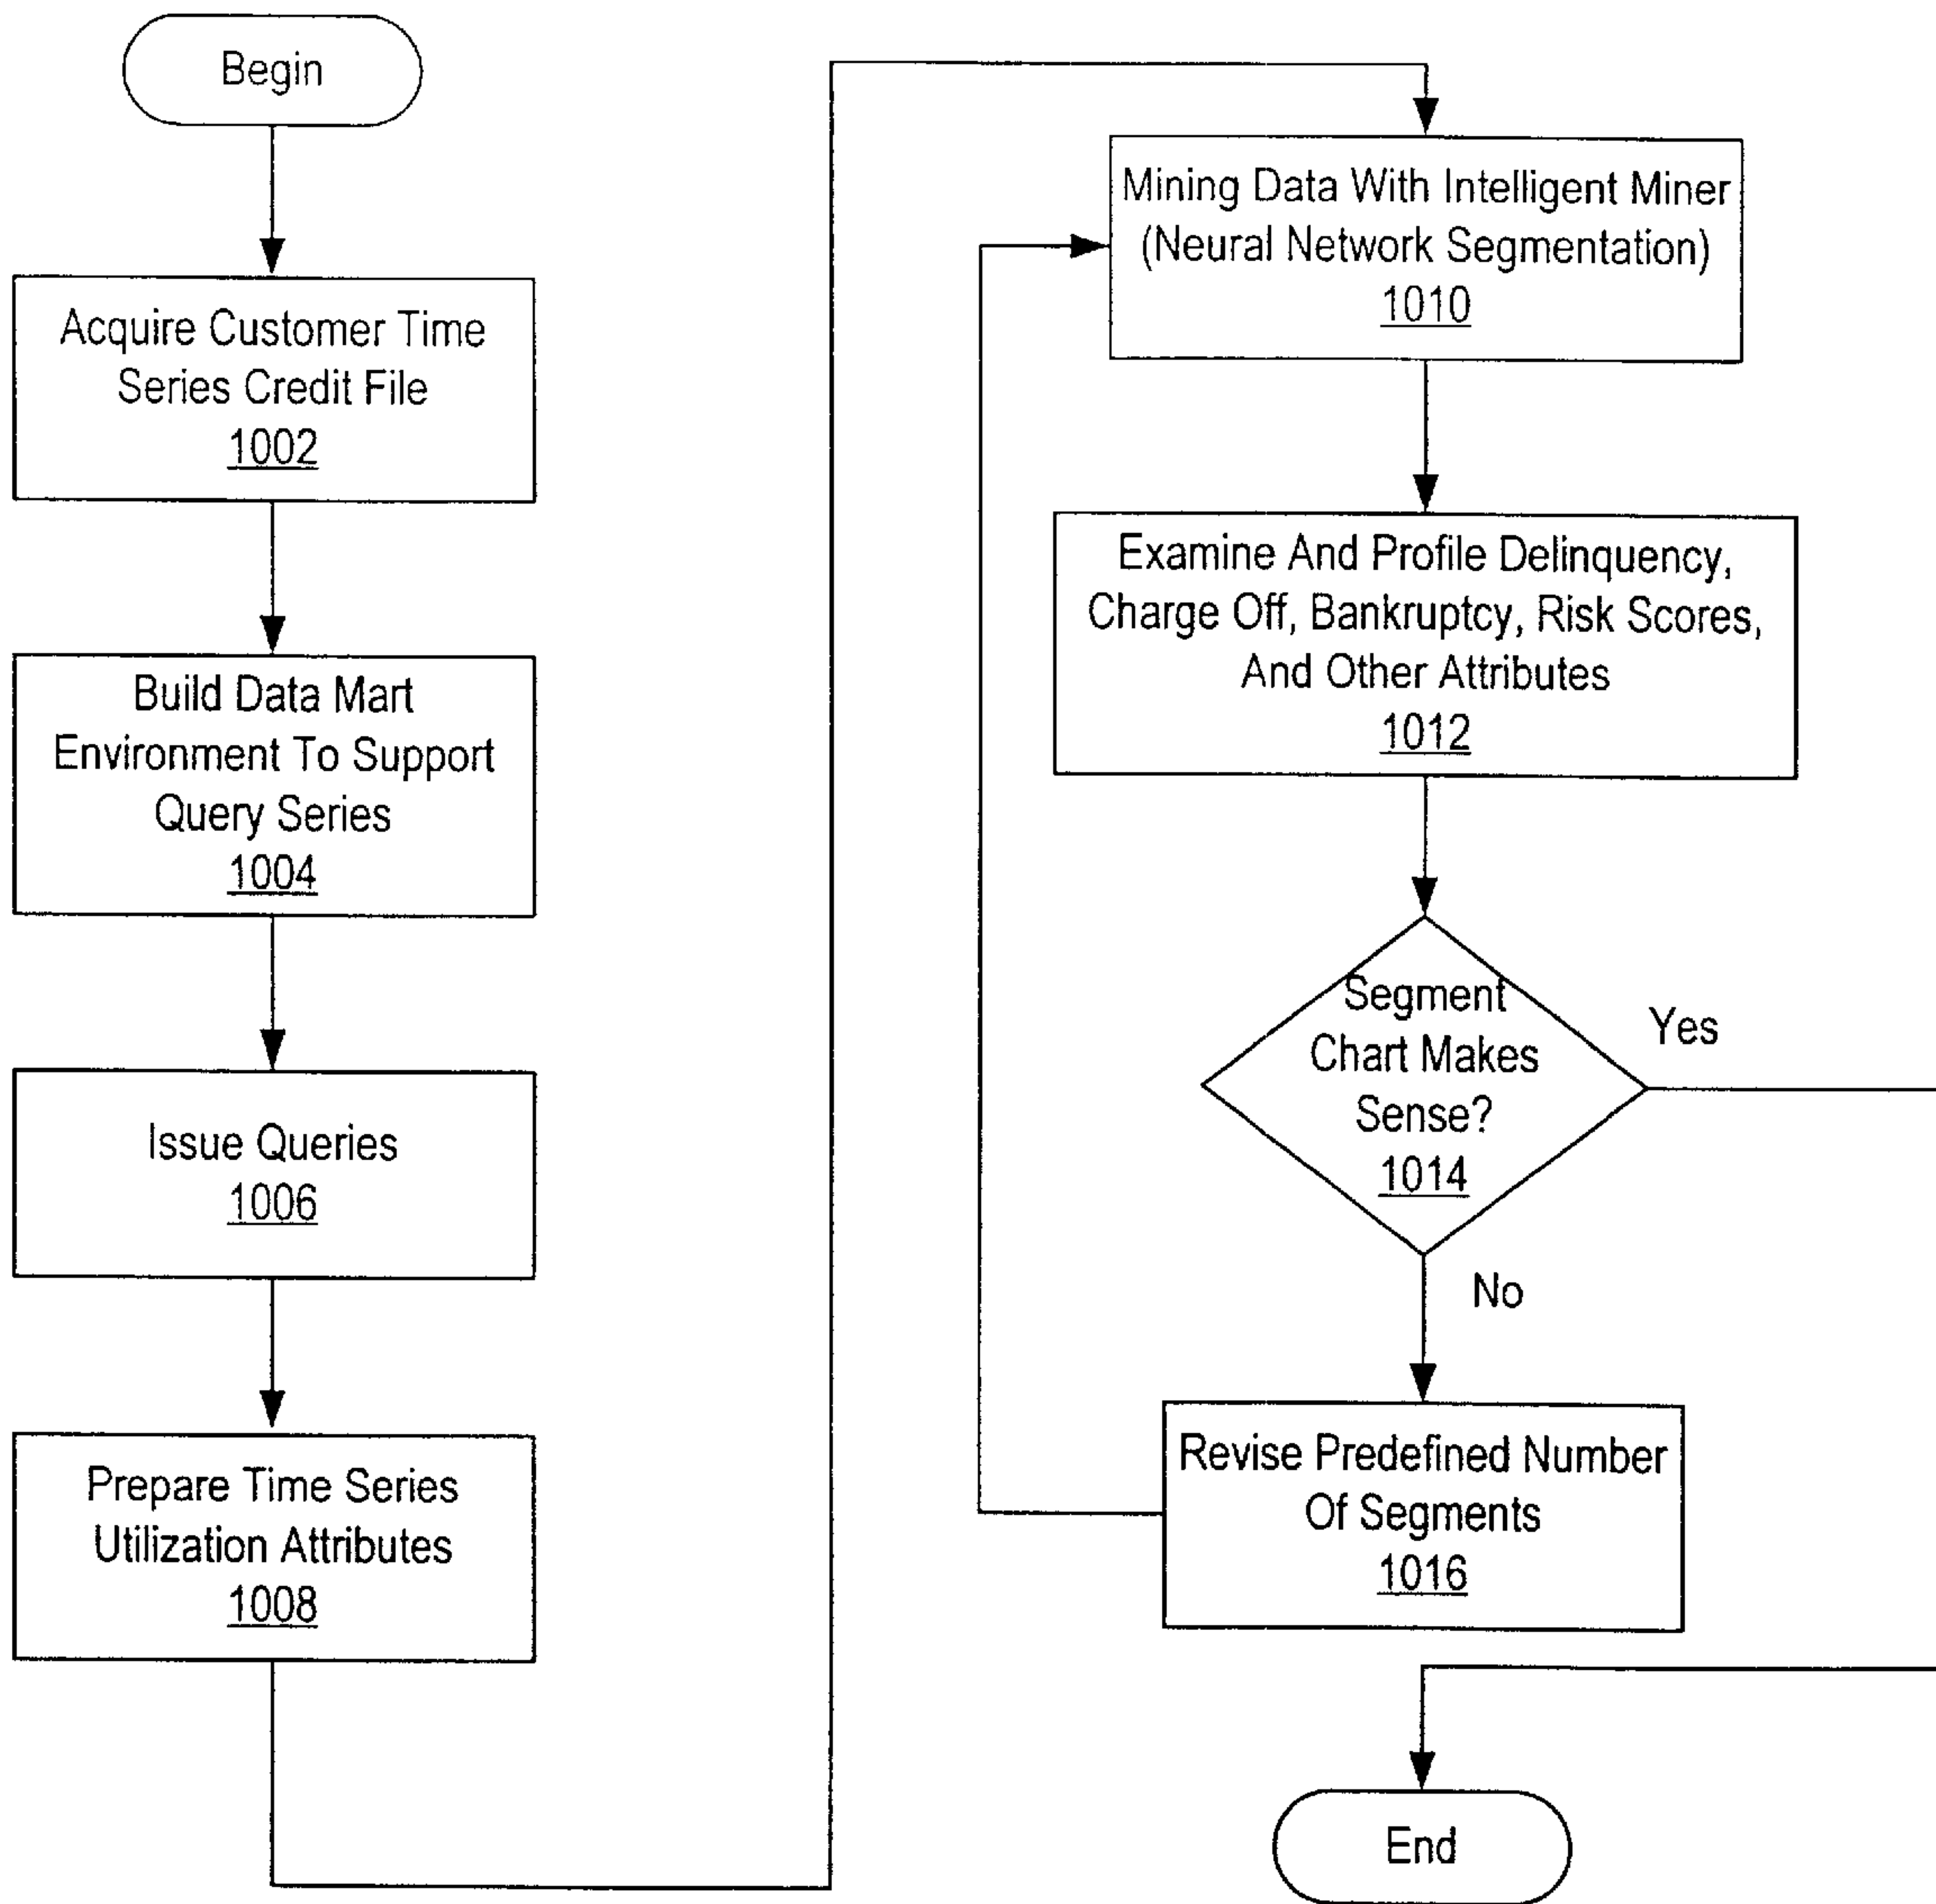 Begin
Acquire Customer Time
Series Credit File
1002
Build Data Mart
Environment To Support
Query Series
1004
Issue Queries
1006
Prepare Time Series
Utilization Attributes
1008
Mining Data With Intelligent Miner
(Neural Network Segmentation)
1010
Examine And Profile Delinquency,
Charge Off, Bankruptcy, Risk Scores,
And Other Attributes
1012
Segment
Chart Makes
Sense?
1014
Yes
No
Revise Predefined Number
Of Segments
1016
End